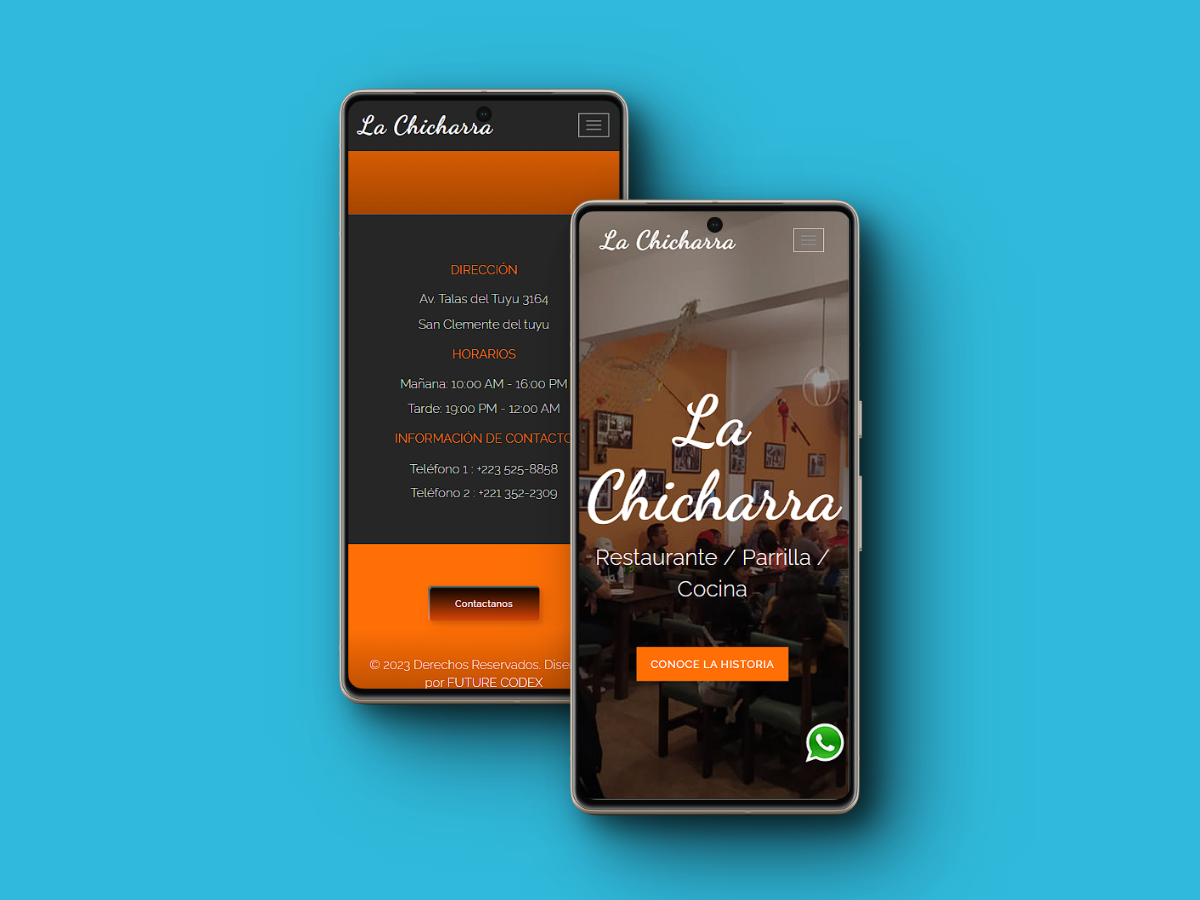 La Chicharra
DIRECCIÓN
Av. Talas del Tuyu 3164
San Clemente del tuyu
HORARIOS
Mañana: 10:00 AM - 16:00 PM
Tarde: 19:00 PM - 12:00 AM
INFORMACIÓN DE CONTACTO
Teléfono 1 : +223 525-8858
Teléfono 2 : +221 352-2309
Contactanos
© 2023 Derechos Reservados.
por FUTURE CODEX
La Chicharra
La
Chicharra
Restaurante / Parrilla /
Cocina
CONOCE LA HISTORIA